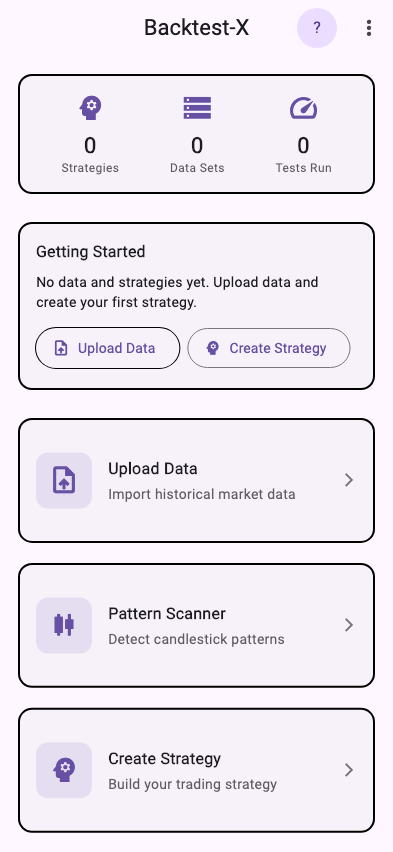 Backtest-X
?
0
Strategies
0
Data Sets
0
Tests Run
Getting Started
No data and strategies yet. Upload data and
create your first strategy.
Upload Data
Create Strategy
Upload Data
Import historical market data
Pattern Scanner
Detect candlestick patterns
Create Strategy
Build your trading strategy